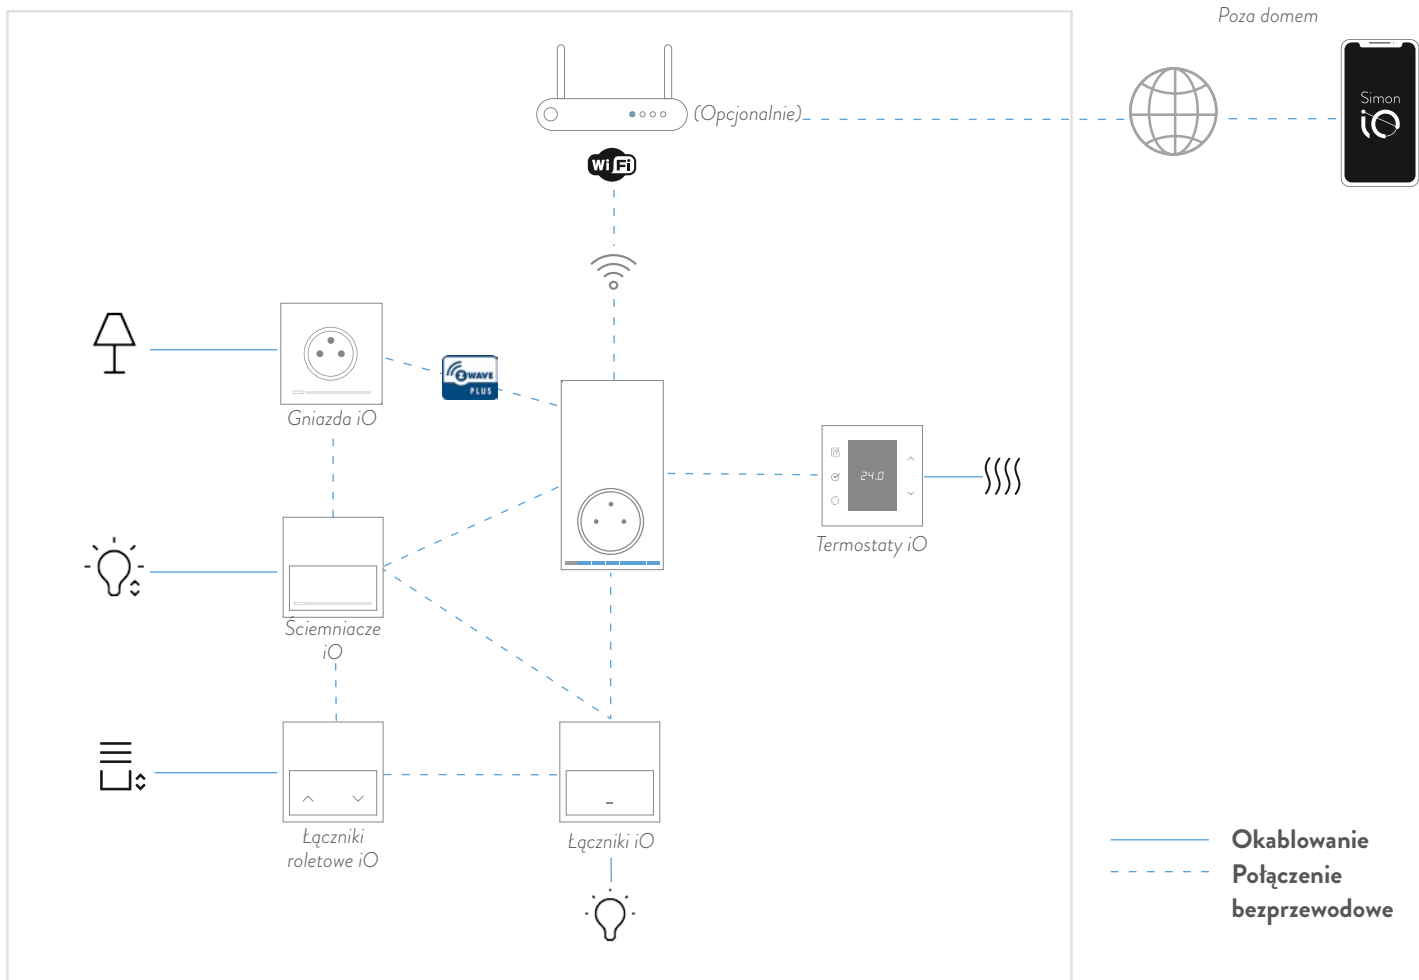 Poza domem
Simon
iO
(Opcjonalnie)
Wi Fi
Z WAVE
PLUS
Gniazda iO
24.0
Termostaty iO
Ściemniacze
iO
Łączniki
roletowe iO
Łączniki iO
Okablowanie
Połączenie
bezprzewodowe